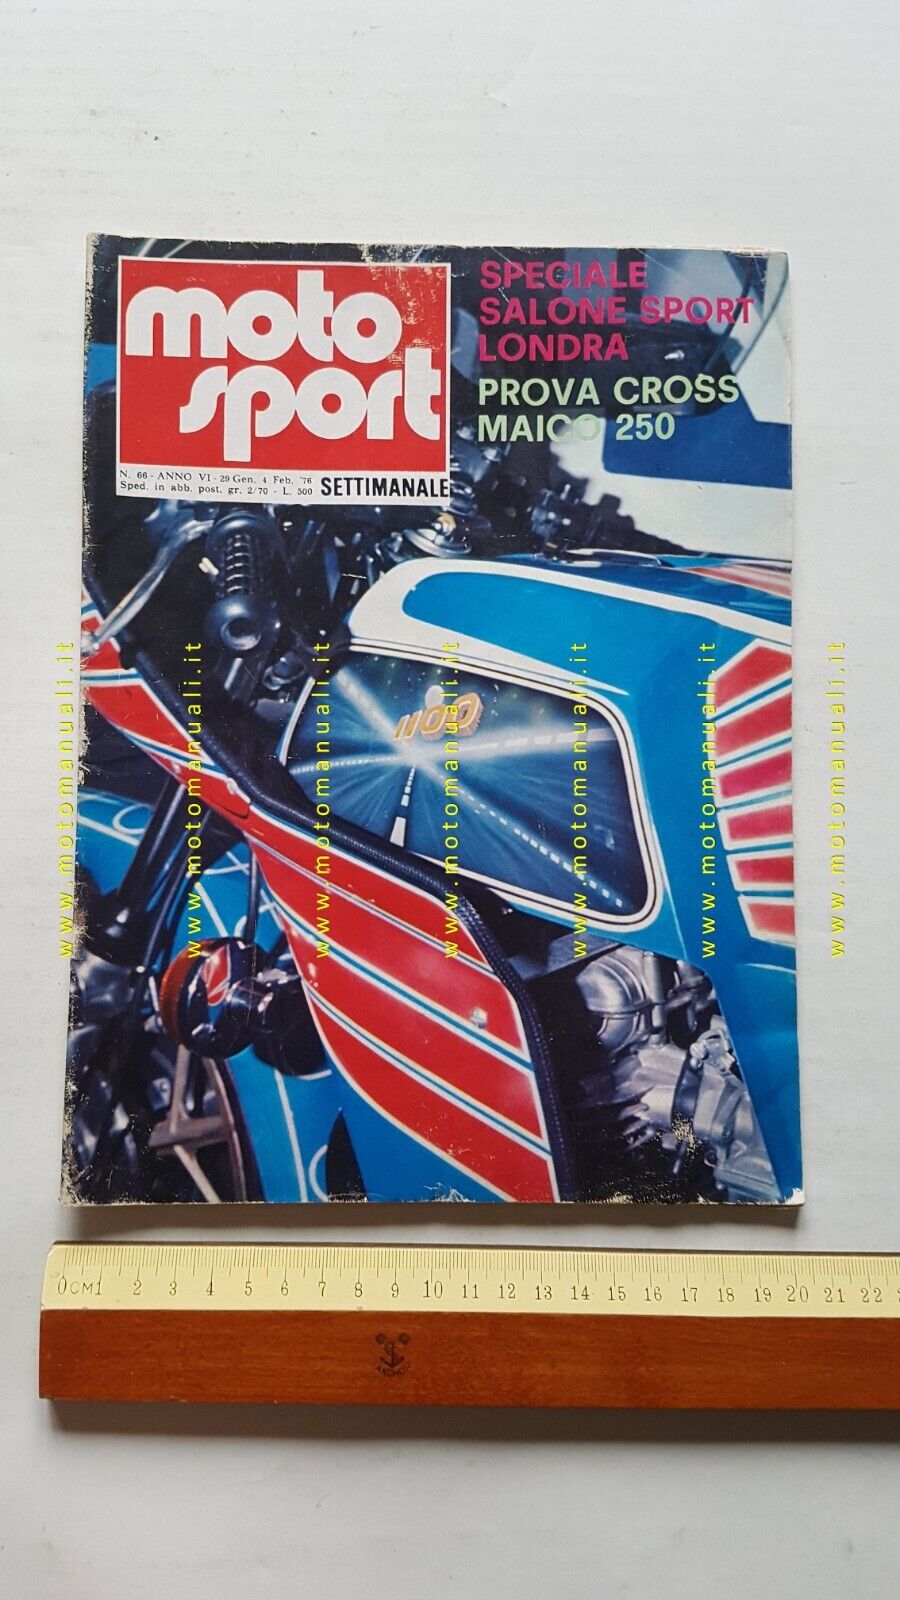 moto
sport
N. 66 - ANNO VI - 29 Gen. 4 Feb. '76
Sped. in abb. post. gr. 2/70 - L. 500 SETTIMANALE
SPECIALE
SALONE SPORT
LONDRA
PROVA CROSS
MAICO 250
1100
www.motomanuali.it
www.motomanuali.it
www.motomanuali.it
www.motomanuali.it
www.motomanuali.it
www.motomanuali.it
www.motomanuali.it
0CM1 2 3 4 5 6 7 8 9 10 11 12 13 14 15 16 17 18 19 20 21 22